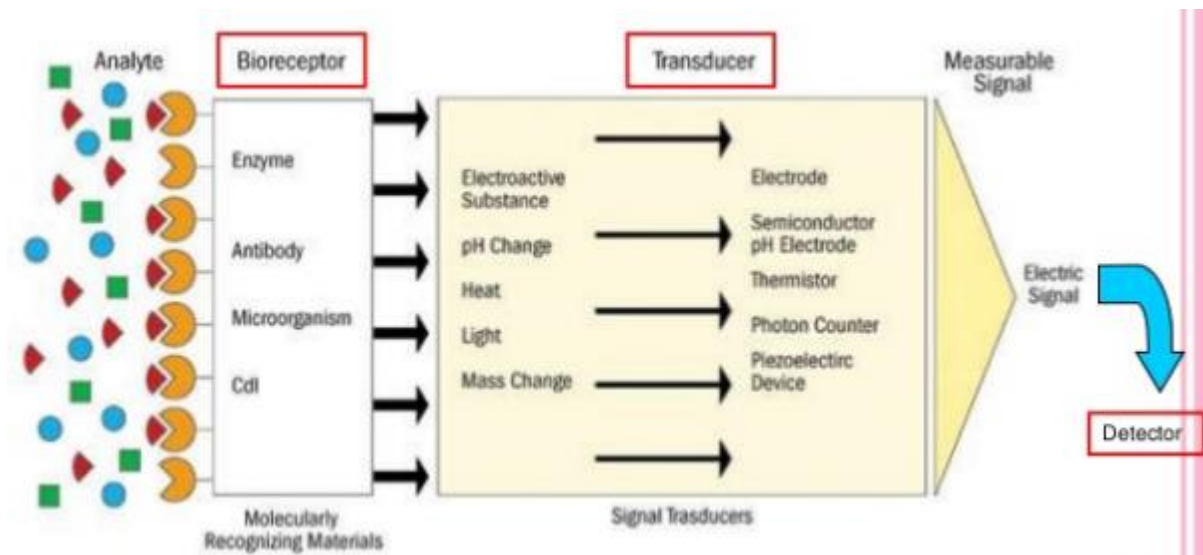 Analyte
Bioreceptor
Transducer
Measurable
Signal
Enzyme
Antibody
Microorganism
Cdl
Electroactive
Substance
pH Change
Heat
Light
Mass Change
Electrode
Semiconductor
pH Electrode
Thermistor
Photon Counter
Piezoelectirc
Device
Electric
Signal
Detector
Molecularly
Recognizing Materials
Signal Trasducers